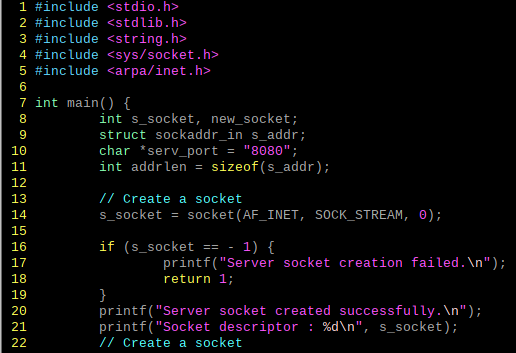 1 #include <stdio.h>
2 #include <stdlib.h>
3 #include <string.h>
4 #include <sys/socket.h>
5 #include <arpa/inet.h>
6
7 int main() {
8         int s_socket, new_socket;
9         struct sockaddr_in s_addr;
10         char *serv_port = "8080";
11         int addrlen = sizeof(s_addr);
12
13         // Create a socket
14         s_socket = socket(AF_INET, SOCK_STREAM, 0);
15
16         if (s_socket == - 1) {
17                 printf("Server socket creation failed.\n");
18                 return 1;
19         }
20         printf("Server socket created successfully.\n");
21         printf("Socket descriptor : %d\n", s_socket);
22         // Create a socket